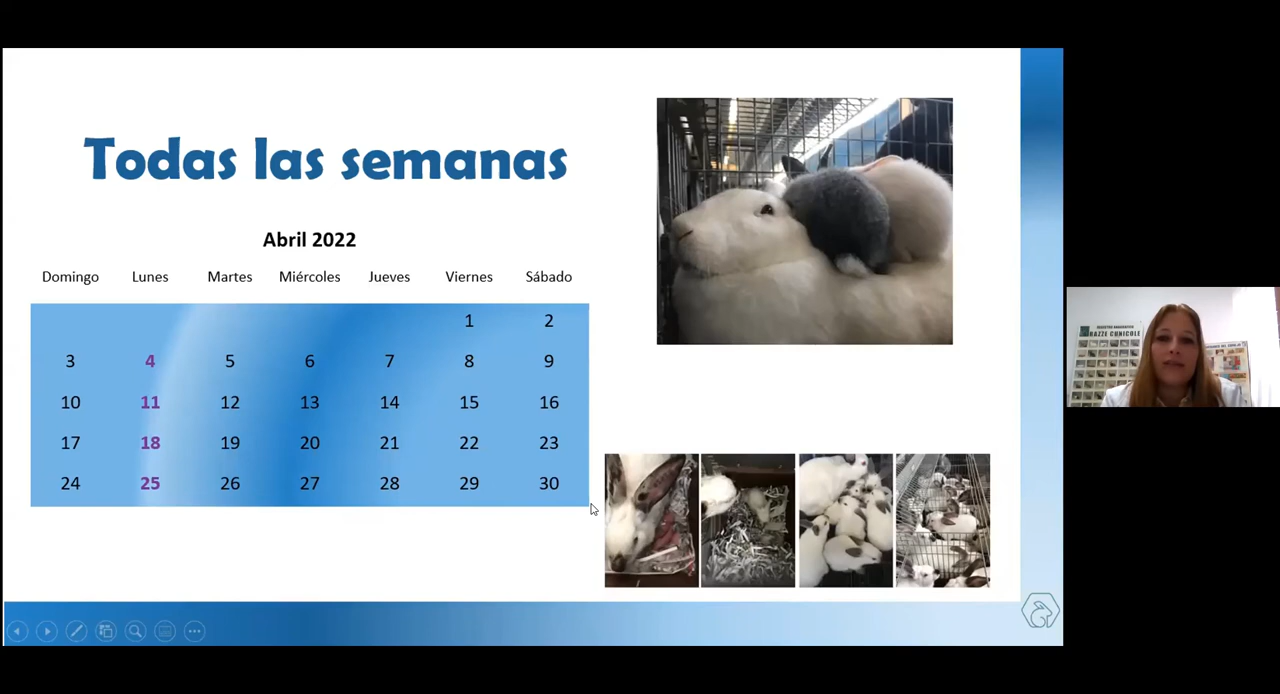 Todas las semanas
Abril 2022
Domingo Lunes Martes Miércoles Jueves Viernes Sábado
1 2
3 4 5 6 7 8 9
10 11 12 13 14 15 16
17 18 19 20 21 22 23
24 25 26 27 28 29 30
RAZZE CUNICOLE